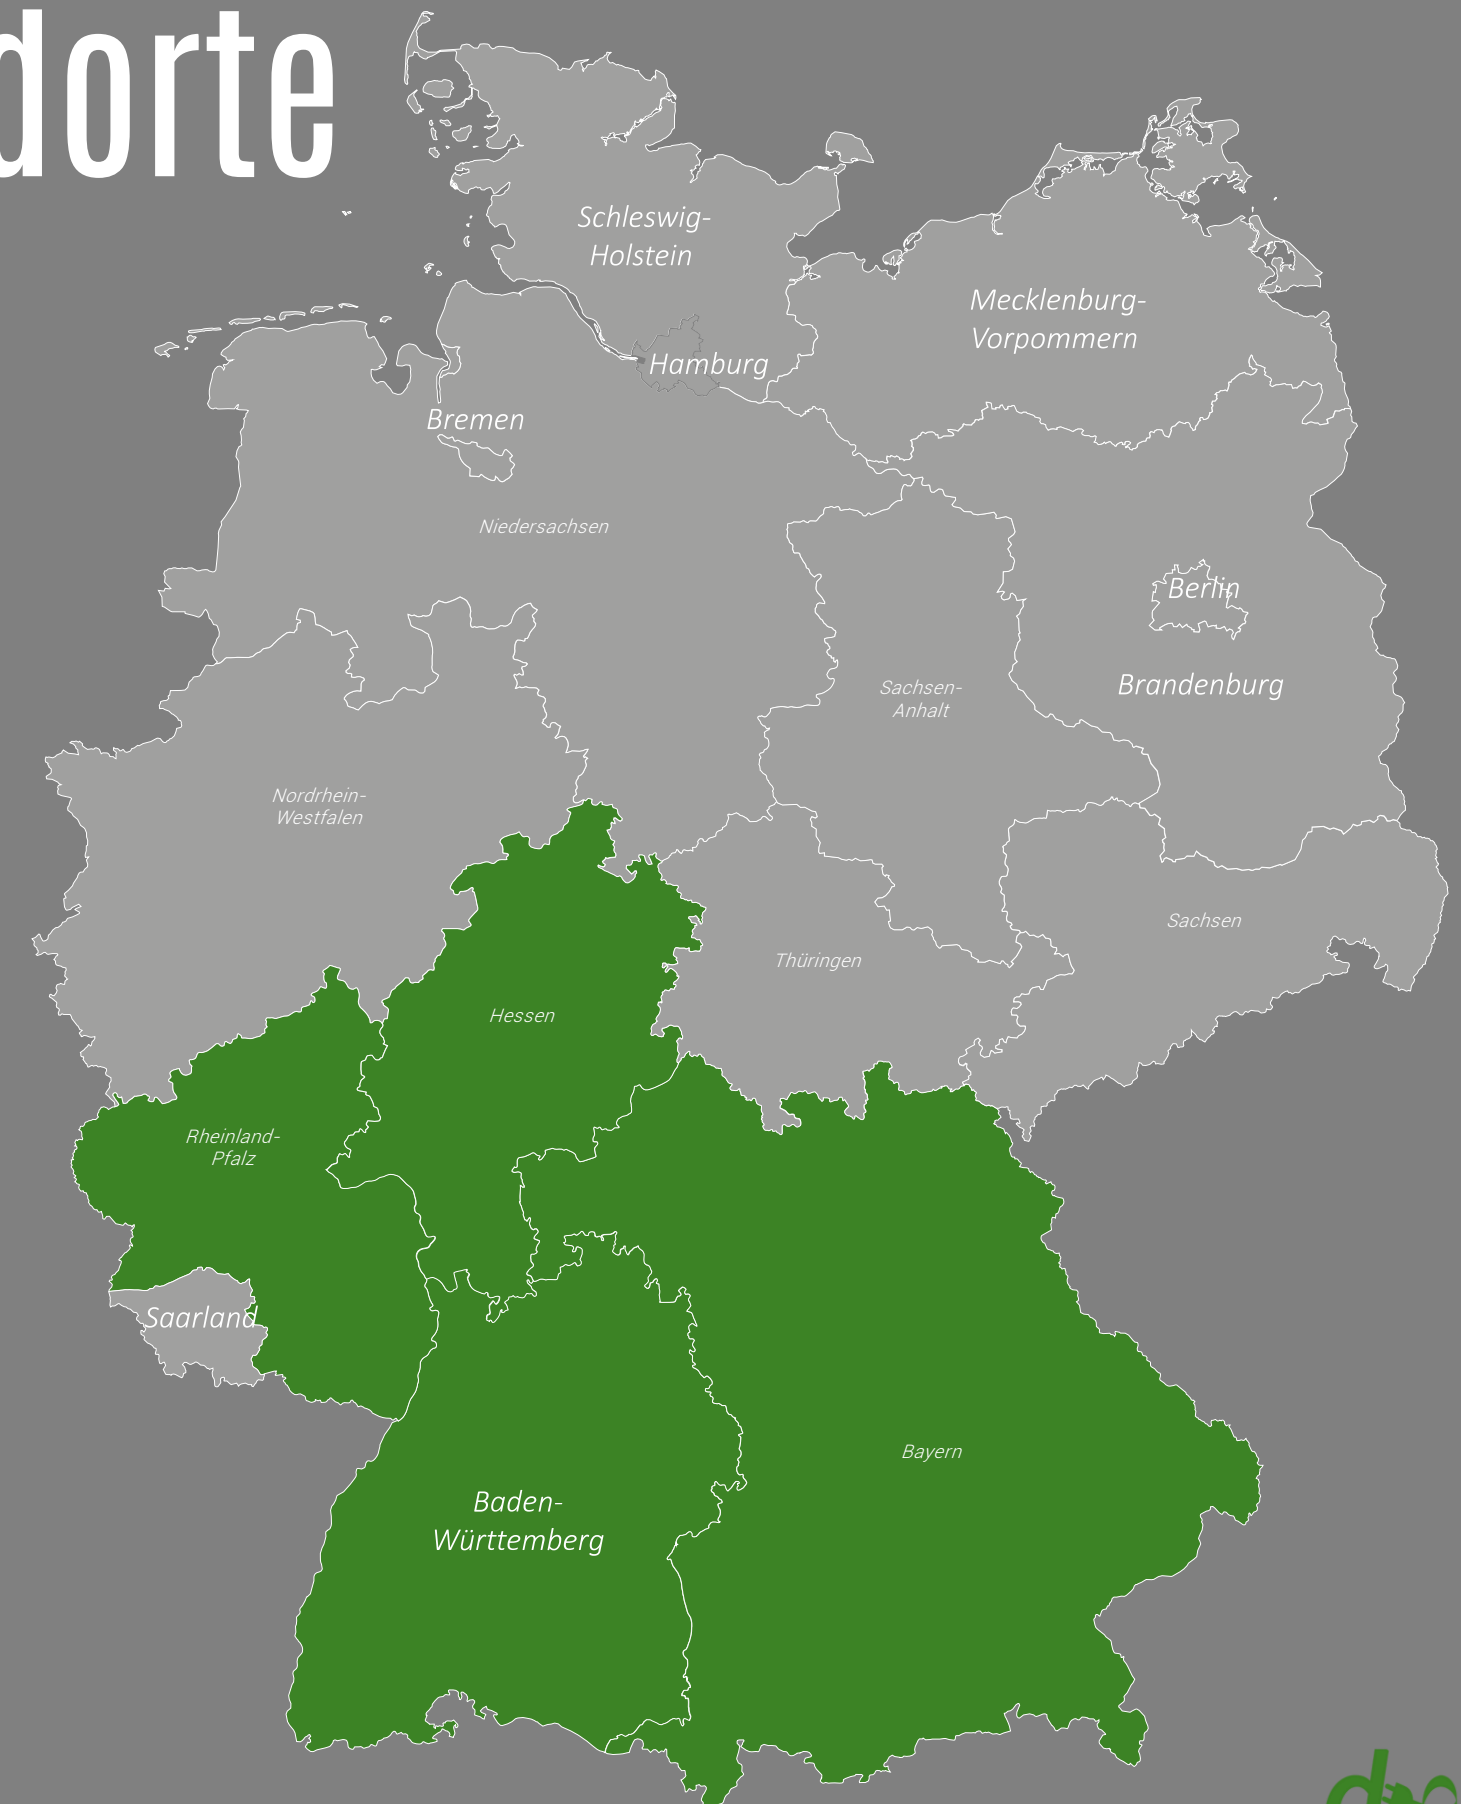 dorte
Schleswig-
Holstein
Mecklenburg-
Vorpommern
Hamburg
Bremen
Niedersachsen
Berlin
Brandenburg
Sachsen-
Anhalt
Nordrhein-
Westfalen
Sachsen
Thüringen
Hessen
Rheinland-
Pfalz
Saarland
Bayern
Baden-
Württemberg